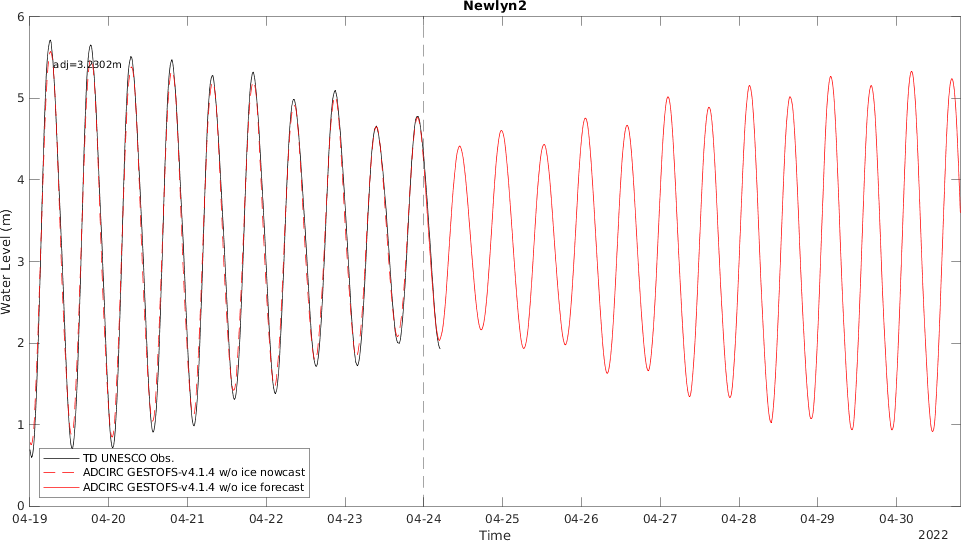 Newlyn2
6
adj=3.2302m
5
4
3
2
1
0
Water Level (m)
TD UNESCO Obs.
ADCIRC GESTOFS-v4.1.4 w/o ice nowcast
ADCIRC GESTOFS-v4.1.4 w/o ice forecast
04-19 04-20 04-21 04-22 04-23 04-24 04-25 04-26 04-27 04-28 04-29 04-30
Time
2022